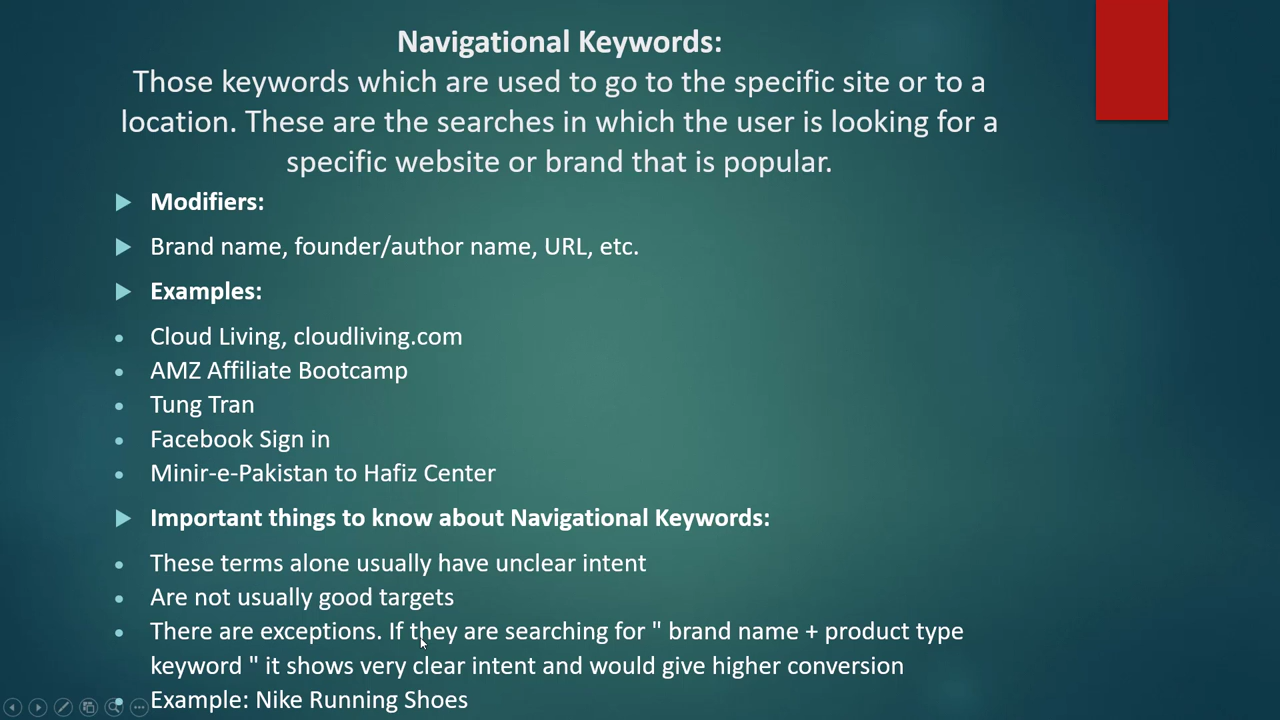 Navigational Keywords:
Those keywords which are used to go to the specific site or to a
location. These are the searches in which the user is looking for a
specific website or brand that is popular.
Modifiers:
Brand name, founder/author name, URL, etc.
Examples:
Cloud Living, cloudliving.com
AMZ Affiliate Bootcamp
Tung Tran
Facebook Sign in
Minir-e-Pakistan to Hafiz Center
Important things to know about Navigational Keywords:
These terms alone usually have unclear intent
Are not usually good targets
There are exceptions. If they are searching for " brand name + product type
keyword " it shows very clear intent and would give higher conversion
Example: Nike Running Shoes